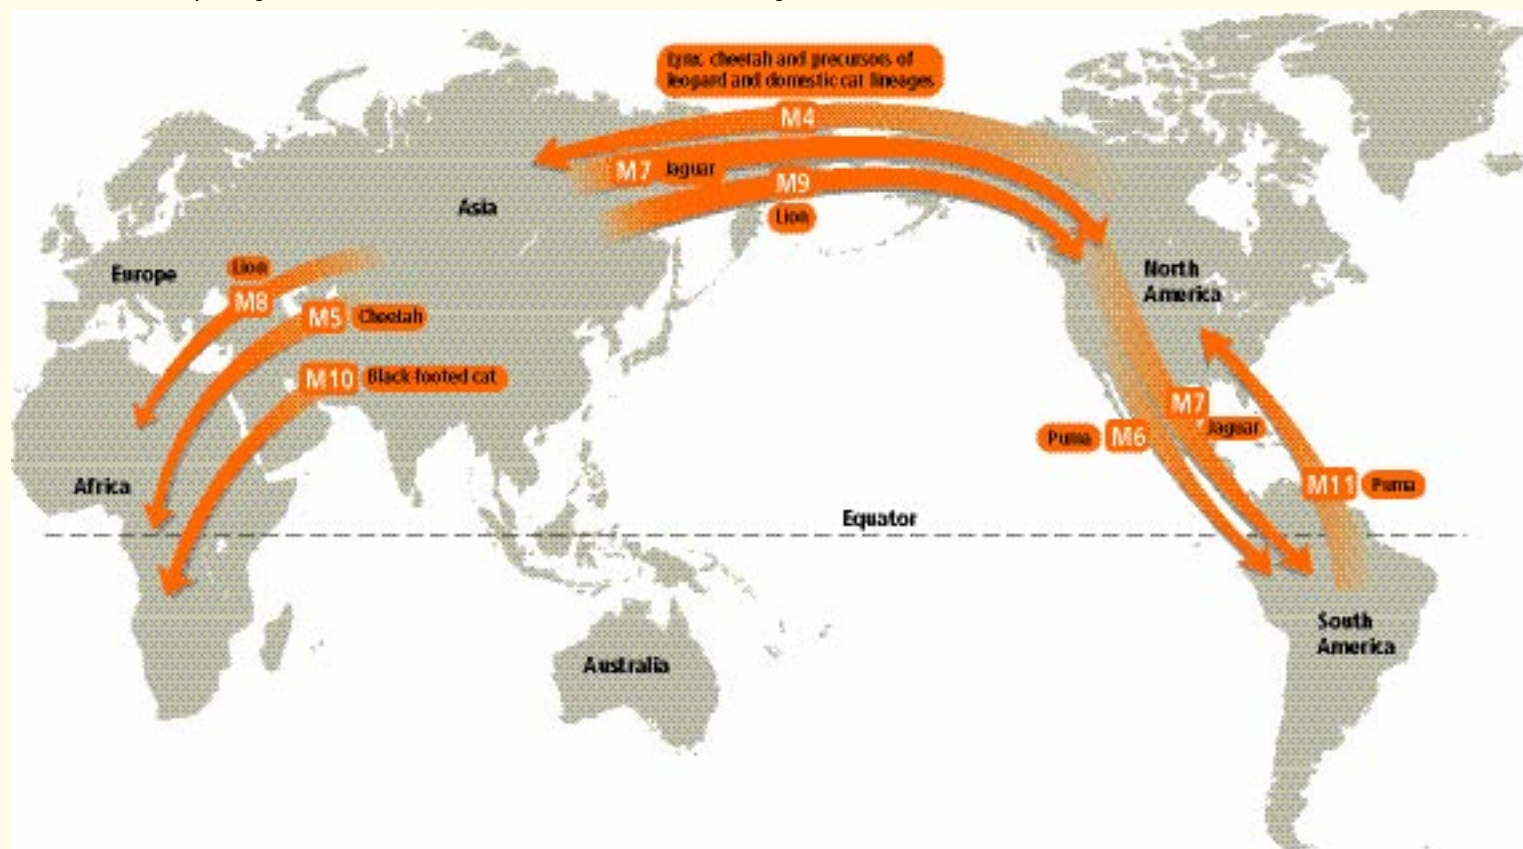 Lynx, cheetah and precursors of
leopard and domestic cat lineages
M4
M7 Jaguar
M9
Lion
Asia
Europe
Lion
M8
M5 Cheetah
M10 Black-footed cat
North
America
M7
Jaguar
Puma M6
M11 Puma
Africa
Equator
South
America
Australia